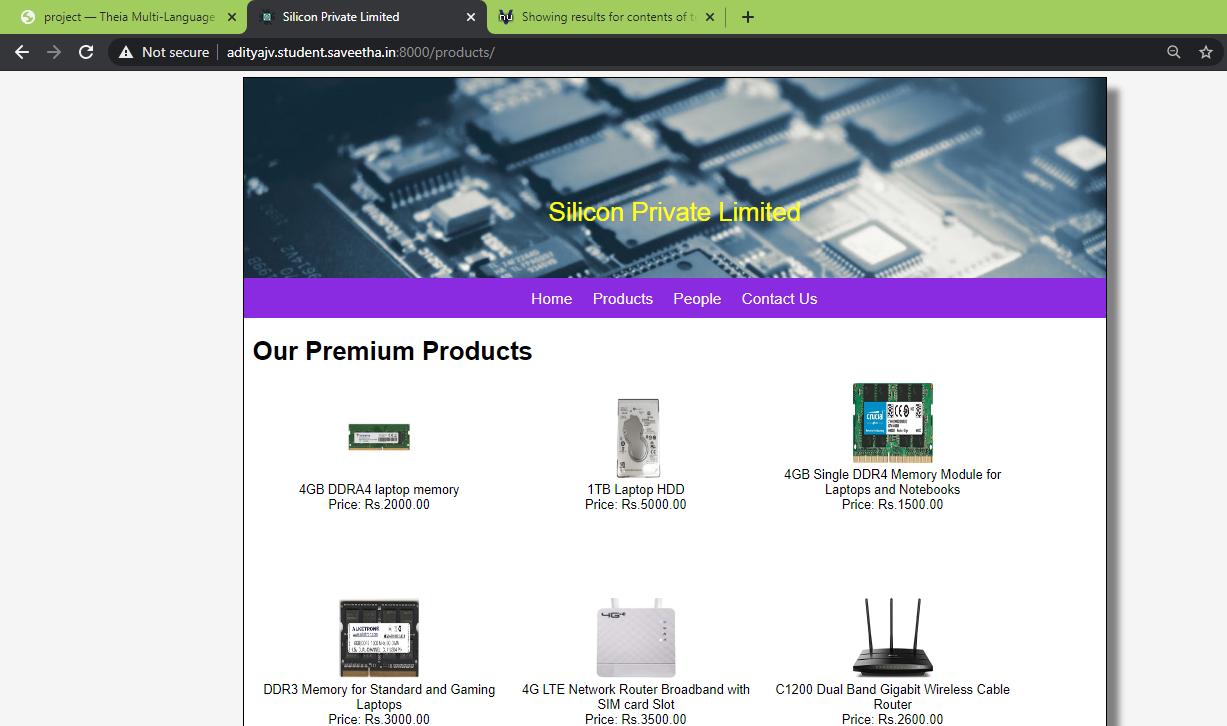 project — Theia Multi-Language
Silicon Private Limited
Showing results for contents of t
Not secure
adityajv.student.saveetha.in:8000/products/
Silicon Private Limited
Home Products People Contact Us
Our Premium Products
4GB DDRA4 laptop memory
Price: Rs.2000.00
1TB Laptop HDD
Price: Rs.5000.00
crucial
4GB Single DDR4 Memory Module for
Laptops and Notebooks
Price: Rs.1500.00
DDR3 Memory for Standard and Gaming
Laptops
Price: Rs.3000.00
4G
4G LTE Network Router Broadband with
SIM card Slot
Price: Rs.3500.00
C1200 Dual Band Gigabit Wireless Cable
Router
Price: Rs.2600.00